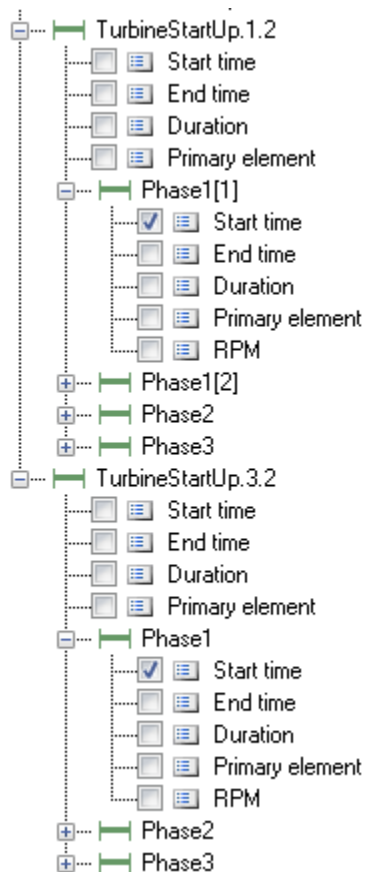 TurbineStartUp.1.2
Start time
End time
Duration
Primary element
Phase1[1]
Start time
End time
Duration
Primary element
RPM
Phase1[2]
Phase2
Phase3
TurbineStartUp.3.2
Start time
End time
Duration
Primary element
Phase1
Start time
End time
Duration
Primary element
RPM
Phase2
Phase3